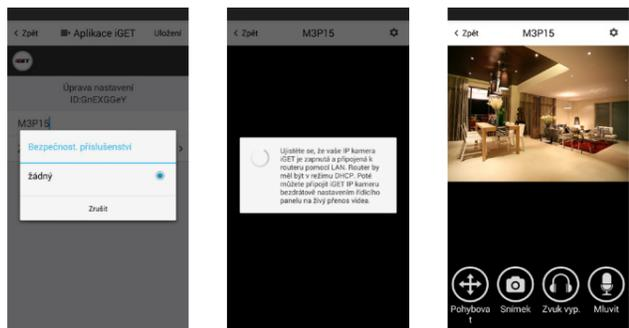 < Zpět Aplikace iGET Uložení
iGET
Úprava nastavení
ID:GnEXGGeY
M3P15
Bezpečnost. příslušenství
žádný
Zrušit
< Zpět M3P15
Ujistěte se, že vaše IP kamera
iGET je zapnutá a připojená k
routeru pomocí LAN. Router by
měl být v režimu DHCP. Poté
můžete připojit iGET IP kameru
bezdrátově nastavením řídícího
panelu na živý přenos videa.
< Zpět M3P15
Pohybova
t
Snímek
Zvuk vyp.
Mluvit